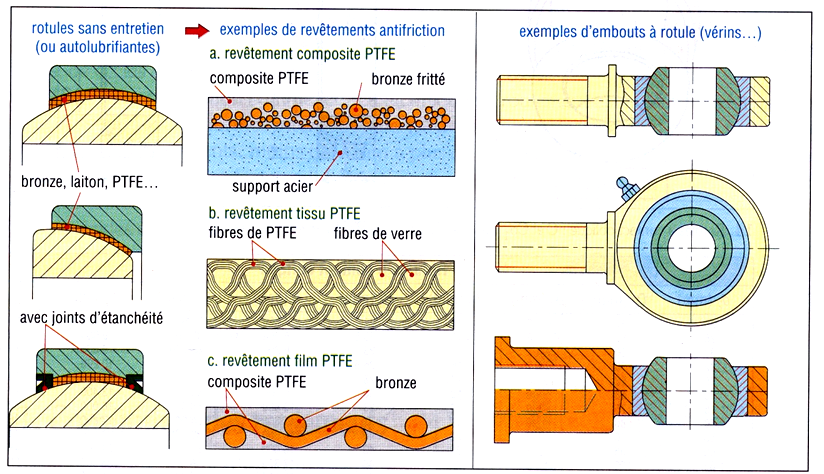 rotules sans entretien
(ou autolubrifiantes)
exemples de revêtements antifriction
a. revêtement composite PTFE
composite PTFE
bronze fritté
support acier
bronze, laiton, PTFE…
b. revêtement tissu PTFE
fibres de PTFE
fibres de verre
avec joints d'étanchéité
c. revêtement film PTFE
composite PTFE
bronze
exemples d'embouts à rotule (vérins…)